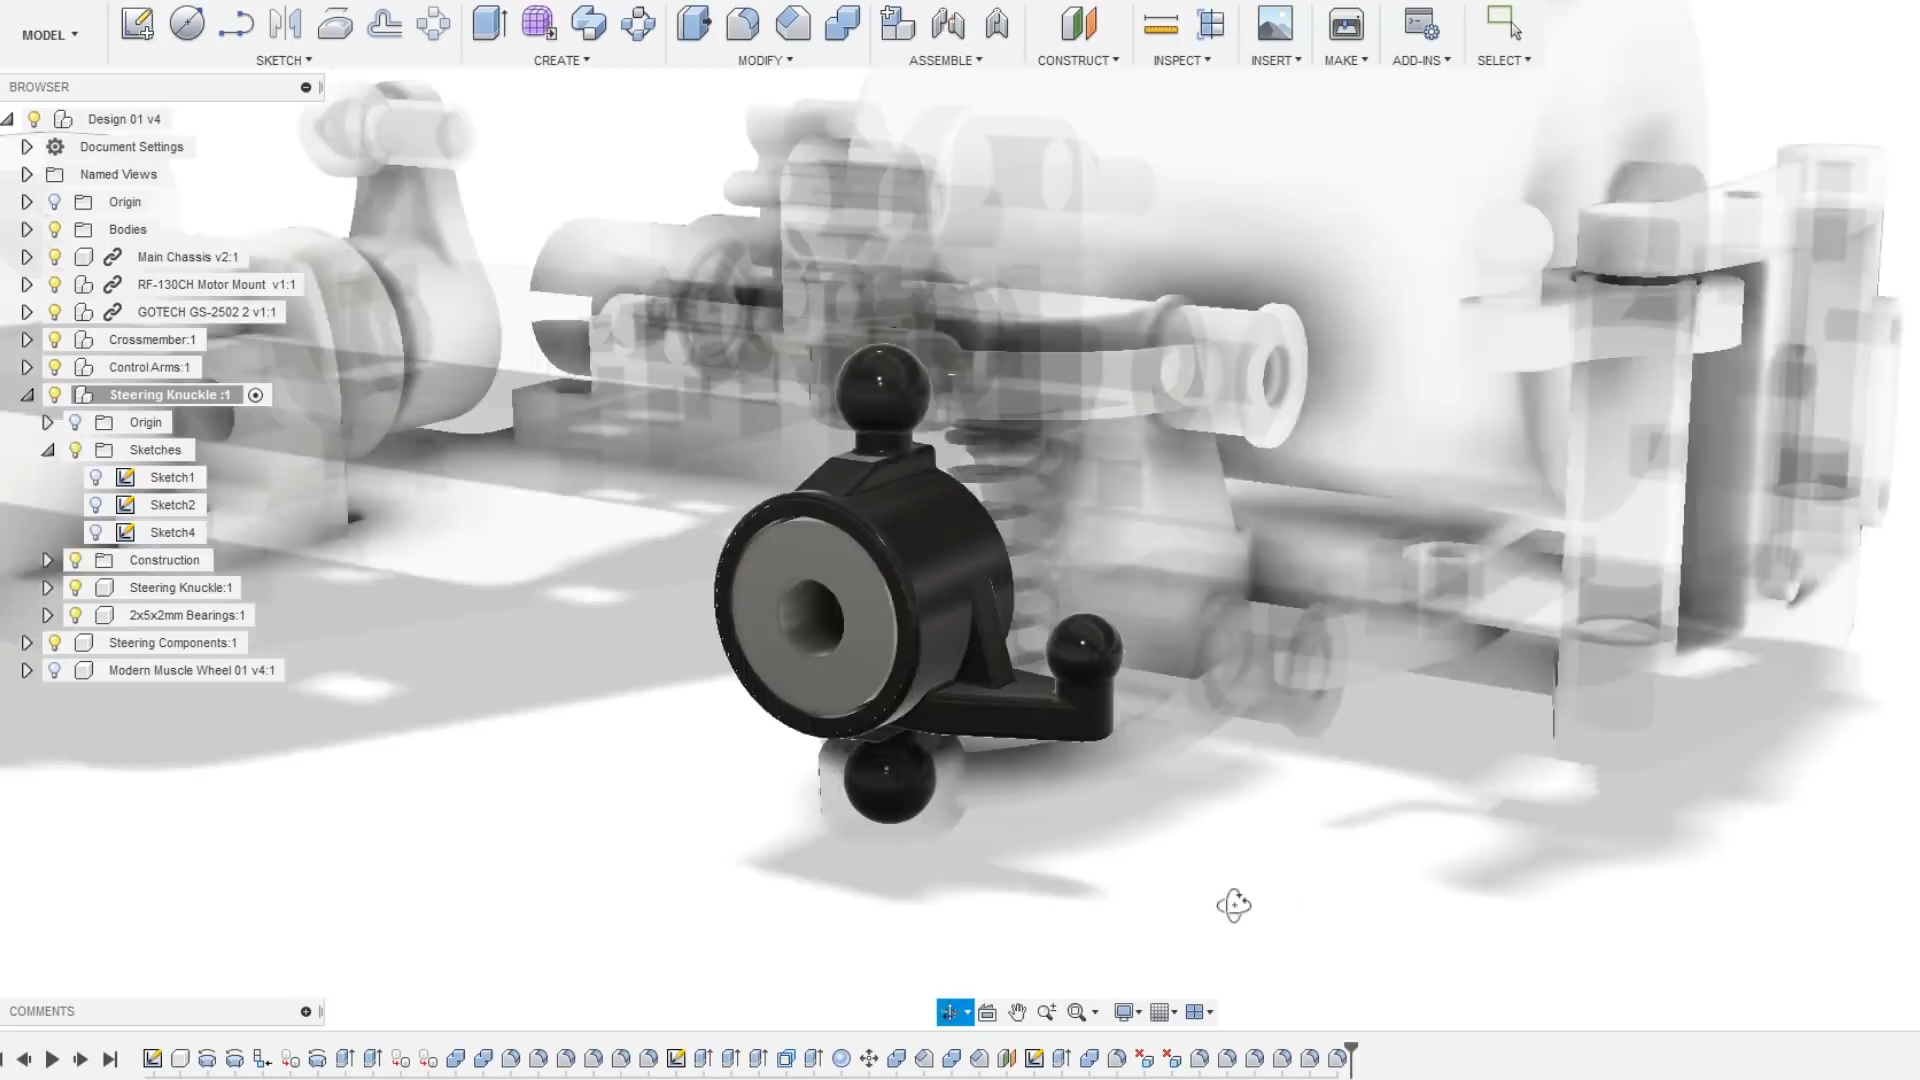 MODEL
SKETCH
CREATE
MODIFY
ASSEMBLE
CONSTRUCT
INSPECT
INSERT
MAKE
ADD-INS
SELECT
BROWSER
Design 01 v4
Document Settings
Named Views
Origin
Bodies
Main Chassis v2:1
RF-130CH Motor Mount v1:1
GOTECH GS-2502 2 v1:1
Crossmember:1
Control Arms:1
Steering Knuckle :1
Origin
Sketches
Sketch1
Sketch2
Sketch4
Construction
Steering Knuckle:1
2x5x2mm Bearings:1
Steering Components:1
Modern Muscle Wheel 01 v4:1
COMMENTS